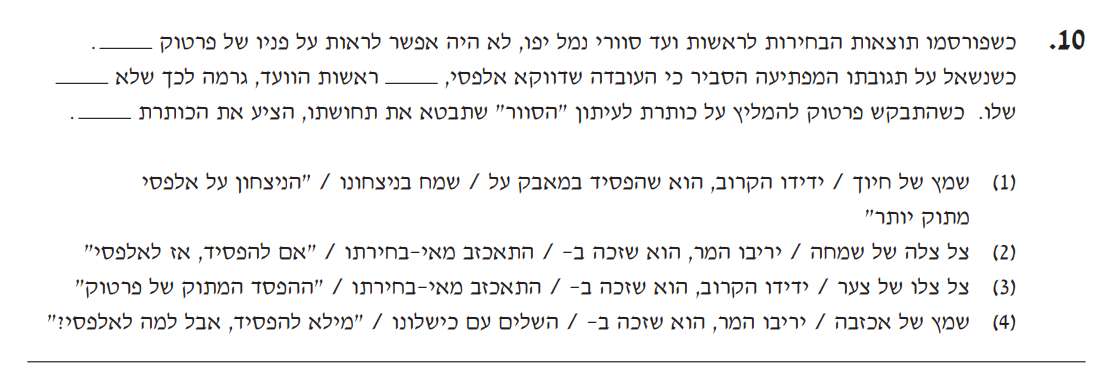 10. כשפורסמו תוצאות הבחירות לראשות ועד סוורי נמל יפו, לא היה אפשר לראות על פניו של פרטוק _____.
כשנשאל על תגובתו המפתיעה הסביר כי העובדה שדווקא אלפסי, _____ ראשות הוועד, גרמה לכך שלא _____
שלו. כשהתבקש פרטוק להמליץ על כותרת לעיתון "הסוור" שתבטא את תחושתו, הציע את הכותרת _____.
(1) שמץ של חיוך / ידידו הקרוב, הוא שהפסיד במאבק על / שמח בניצחונו / "הניצחון על אלפסי
מתוק יותר"
(2) צל צלה של שמחה / יריבו המר, הוא שזכה ב- / התאכזב מאי-בחירתו / "אם להפסיד, אז לאלפסי"
(3) צל צלו של צער / ידידו הקרוב, הוא שזכה ב- / התאכזב מאי-בחירתו / "ההפסד המתוק של פרטוק"
(4) שמץ של אכזבה / יריבו המר, הוא שזכה ב- / השלים עם כישלונו / "מילא להפסיד, אבל למה לאלפסי?"